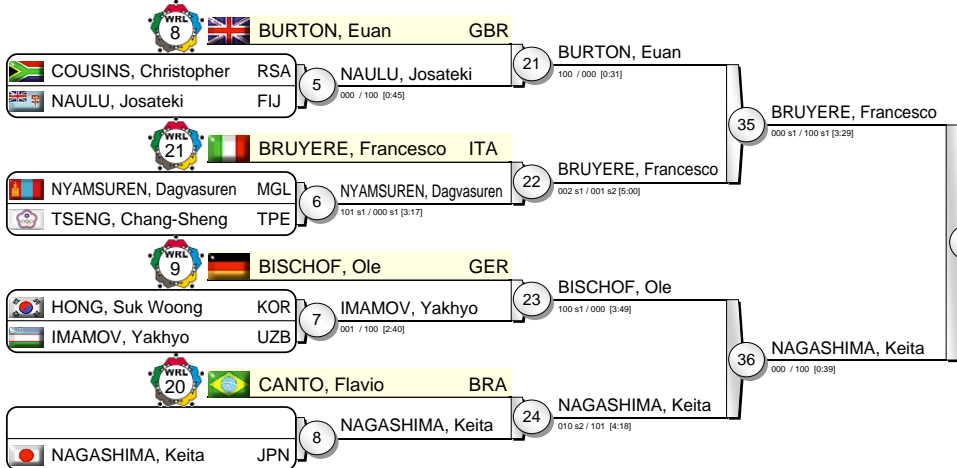 WRL
8
BURTON, Euan GBR
COUSINS, Christopher RSA
NAULU, Josateki FIJ
5
NAULU, Josateki
000 / 100 [0:45]
21
BURTON, Euan
100 / 000 [0:31]
WRL
21
BRUYERE, Francesco ITA
NYAMSUREN, Dagvasuren MGL
TSENG, Chang-Sheng TPE
6
NYAMSUREN, Dagvasuren
101 s1 / 000 s1 [3:17]
22
BRUYERE, Francesco
002 s1 / 001 s2 [5:00]
35
BRUYERE, Francesco
000 s1 / 100 s1 [3:29]
WRL
9
BISCHOF, Ole GER
HONG, Suk Woong KOR
IMAMOV, Yakhyo UZB
7
IMAMOV, Yakhyo
001 / 100 [2:40]
23
BISCHOF, Ole
100 s1 / 000 [3:49]
WRL
20
CANTO, Flavio BRA
NAGASHIMA, Keita JPN
8
NAGASHIMA, Keita
000 / 100 [4:42]
24
NAGASHIMA, Keita
010 s2 / 101 [4:18]
36
NAGASHIMA, Keita
000 / 100 [0:39]